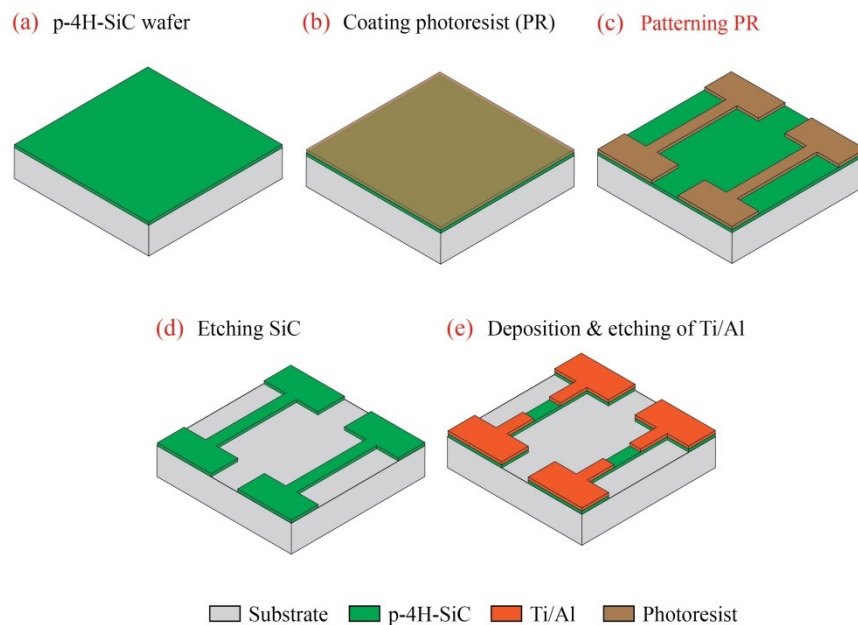 (a) p-4H-SiC wafer
(b) Coating photoresist (PR)
(c) Patterning PR
(d) Etching SiC
(e) Deposition & etching of Ti/Al
Substrate p-4H-SiC Ti/Al Photoresist